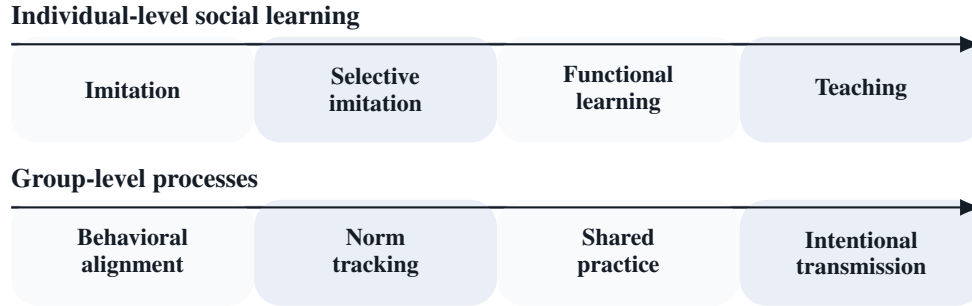 Individual-level social learning
Imitation
Selective
imitation
Functional
learning
Teaching
Group-level processes
Behavioral
alignment
Norm
tracking
Shared
practice
Intentional
transmission